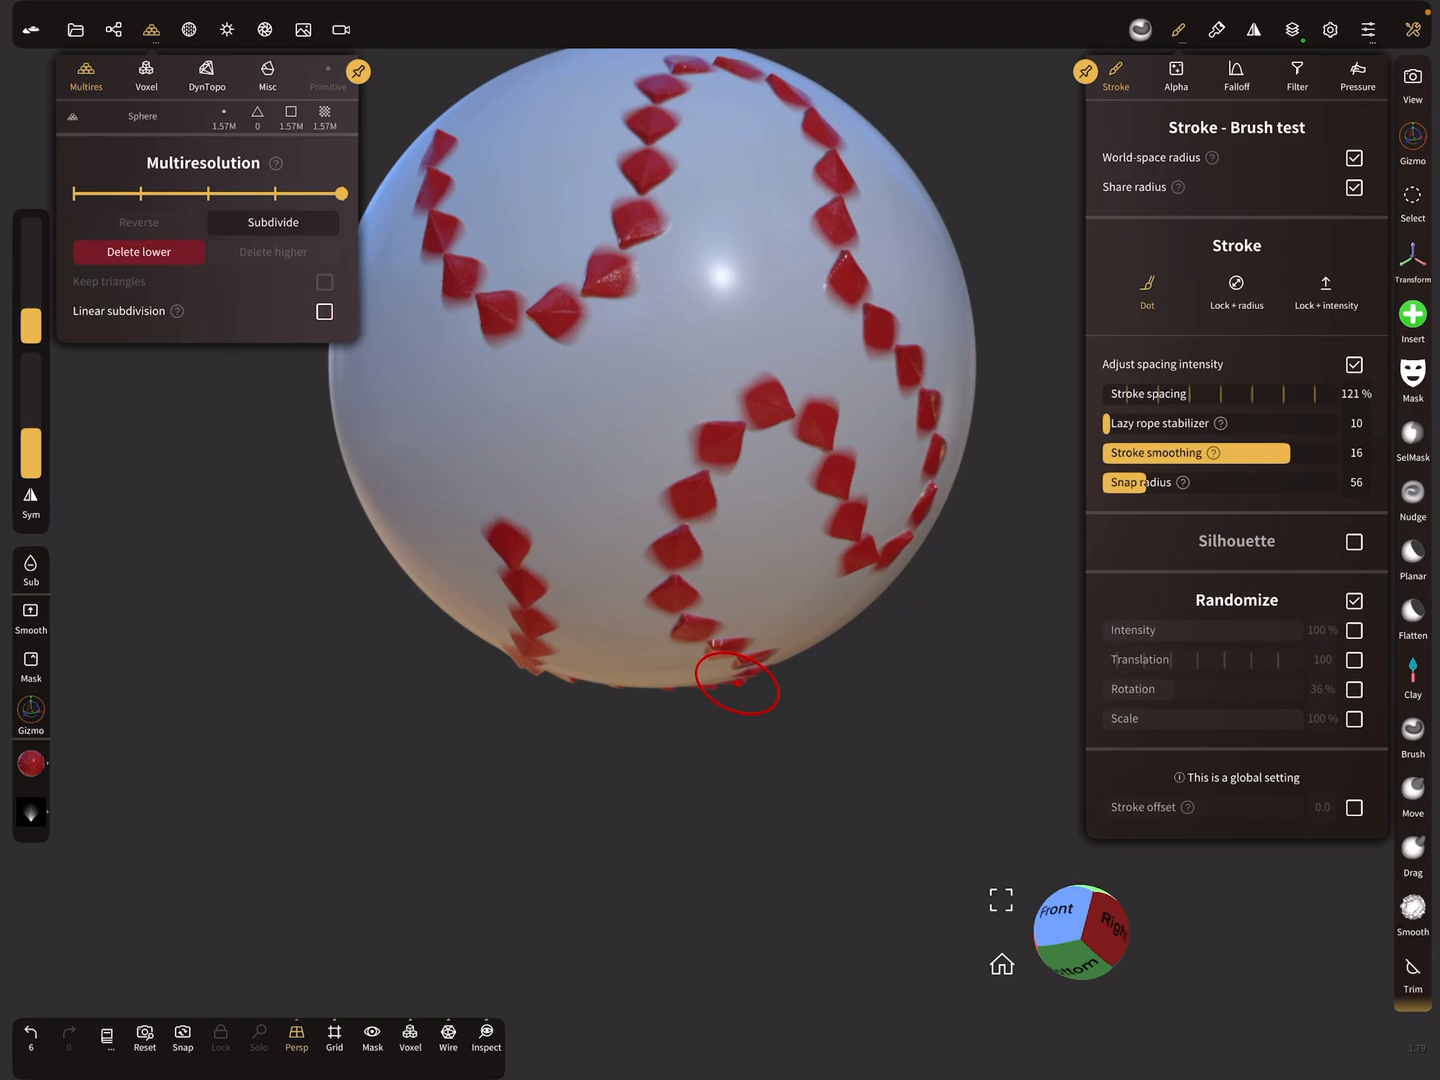 Multires
Voxel
DynTopo
Misc
Primitive
Sphere
1.57M
0
1.57M
1.57M
Multiresolution ?
Reverse
Subdivide
Delete lower
Delete higher
Keep triangles
Linear subdivision ?
Sym
Sub
Smooth
Mask
Gizmo
Stroke
Alpha
Falloff
Filter
Pressure
Stroke - Brush test
World-space radius ?
Share radius ?
Stroke
Dot
Lock + radius
Lock + intensity
Adjust spacing intensity
Stroke spacing 121 %
Lazy rope stabilizer ? 10
Stroke smoothing ? 16
Snap radius ? 56
Silhouette
Randomize
Intensity 100 %
Translation 100
Rotation 36 %
Scale 100 %
This is a global setting
Stroke offset ? 0.0
View
Gizmo
Select
Transform
Insert
Mask
SelMask
Nudge
Planar
Flatten
Clay
Brush
Move
Drag
Smooth
Trim
Front
Righ
ttom
6
0
...
Reset
Snap
Lock
Solo
Persp
Grid
Mask
Voxel
Wire
Inspect
1.79